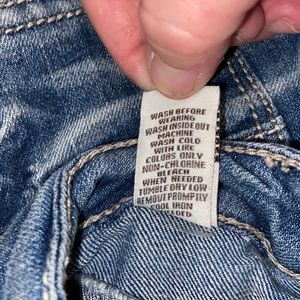 WASH BEFORE
WEARING
WASH INSIDE OUT
MACHINE
WASH COLD
WITH LIKE
COLORS ONLY
NON-CHLORINE
BLEACH
WHEN NEEDED
TUMBLE DRY LOW
REMOVE PROMPTLY
COOL IRON
NEEDED